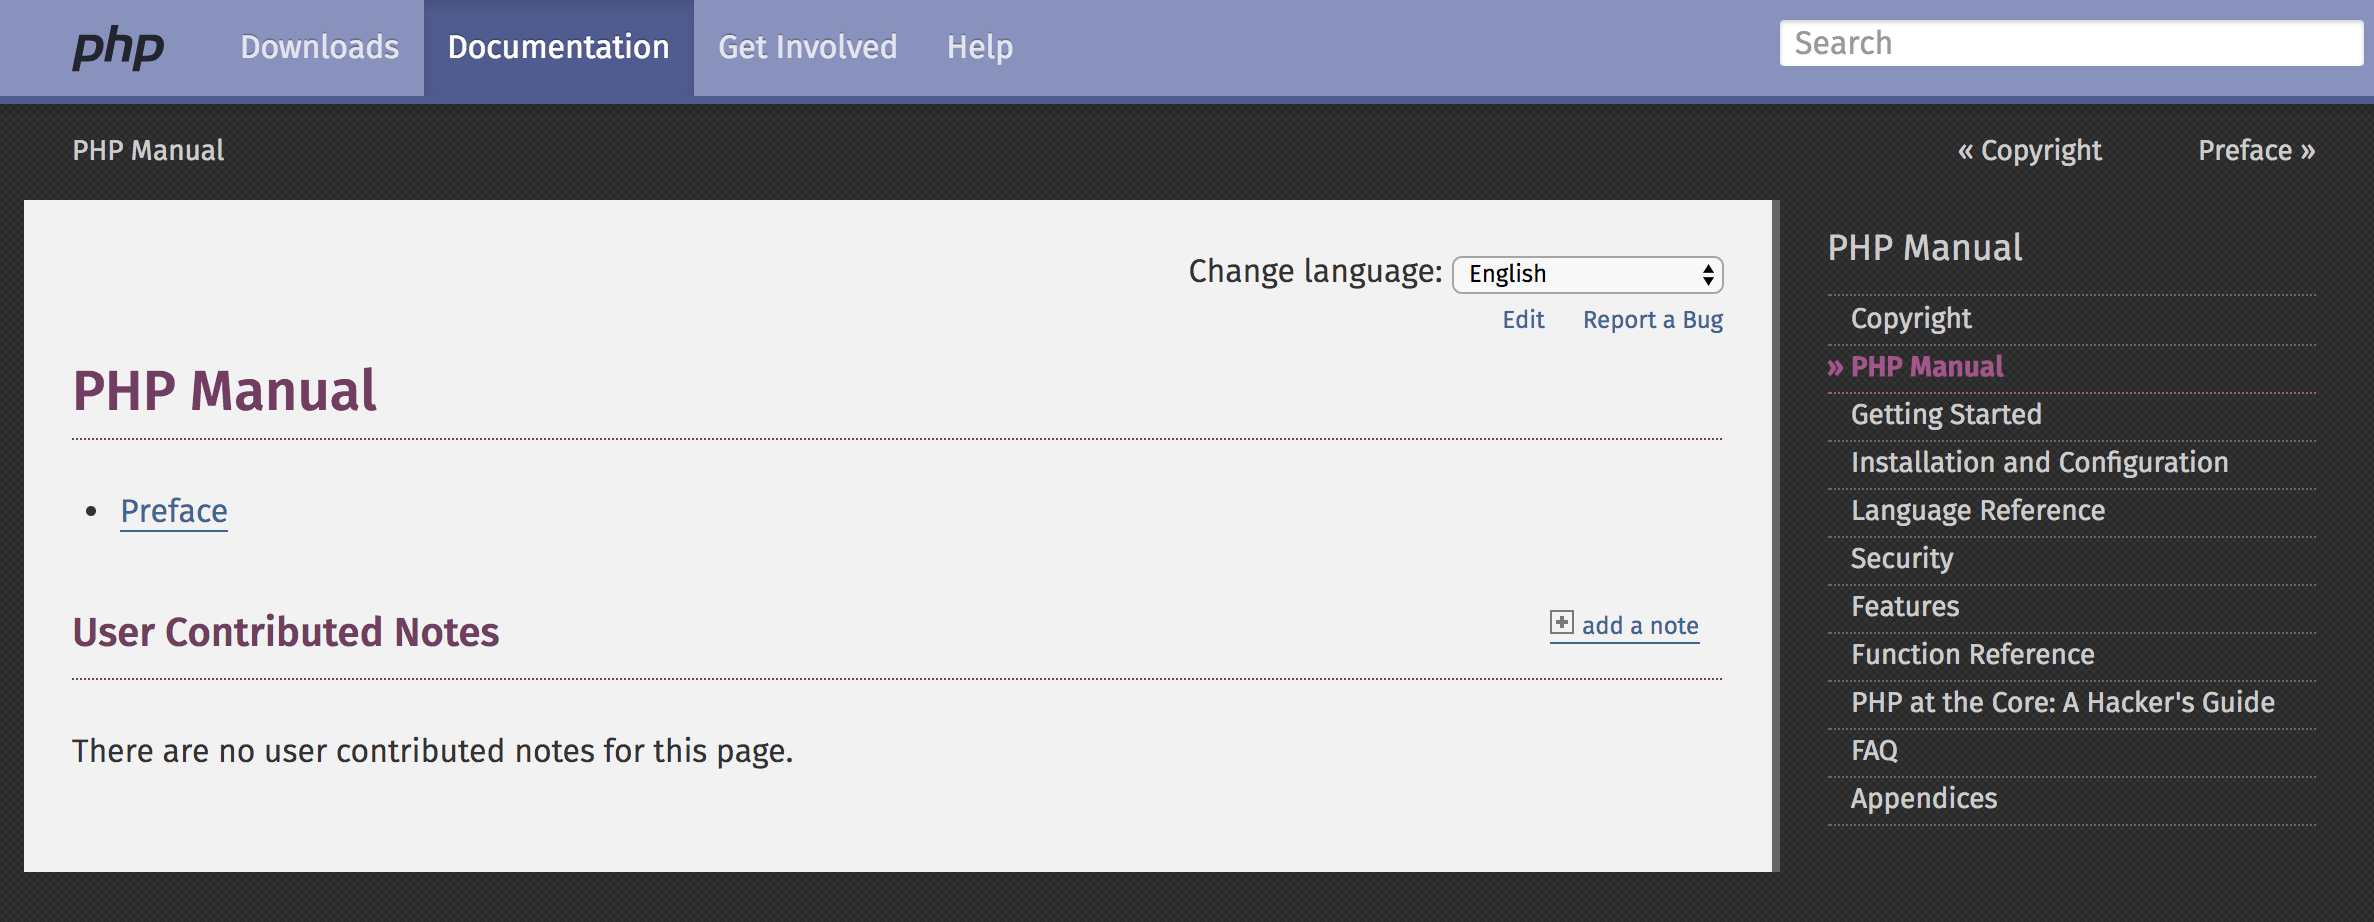 php Downloads Documentation Get Involved Help Search
PHP Manual « Copyright Preface »
Change language: English
Edit Report a Bug
PHP Manual
• Preface
User Contributed Notes add a note
There are no user contributed notes for this page.
PHP Manual
Copyright
» PHP Manual
Getting Started
Installation and Configuration
Language Reference
Security
Features
Function Reference
PHP at the Core: A Hacker's Guide
FAQ
Appendices